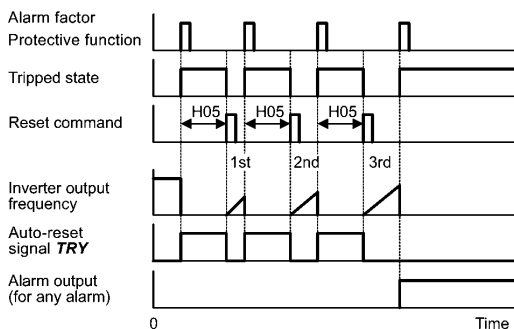 Alarm factor
Protective function
Tripped state
H05 H05 H05
Reset command
1st 2nd 3rd
Inverter output
frequency
Auto-reset
signal TRY
Alarm output
(for any alarm)
0 Time